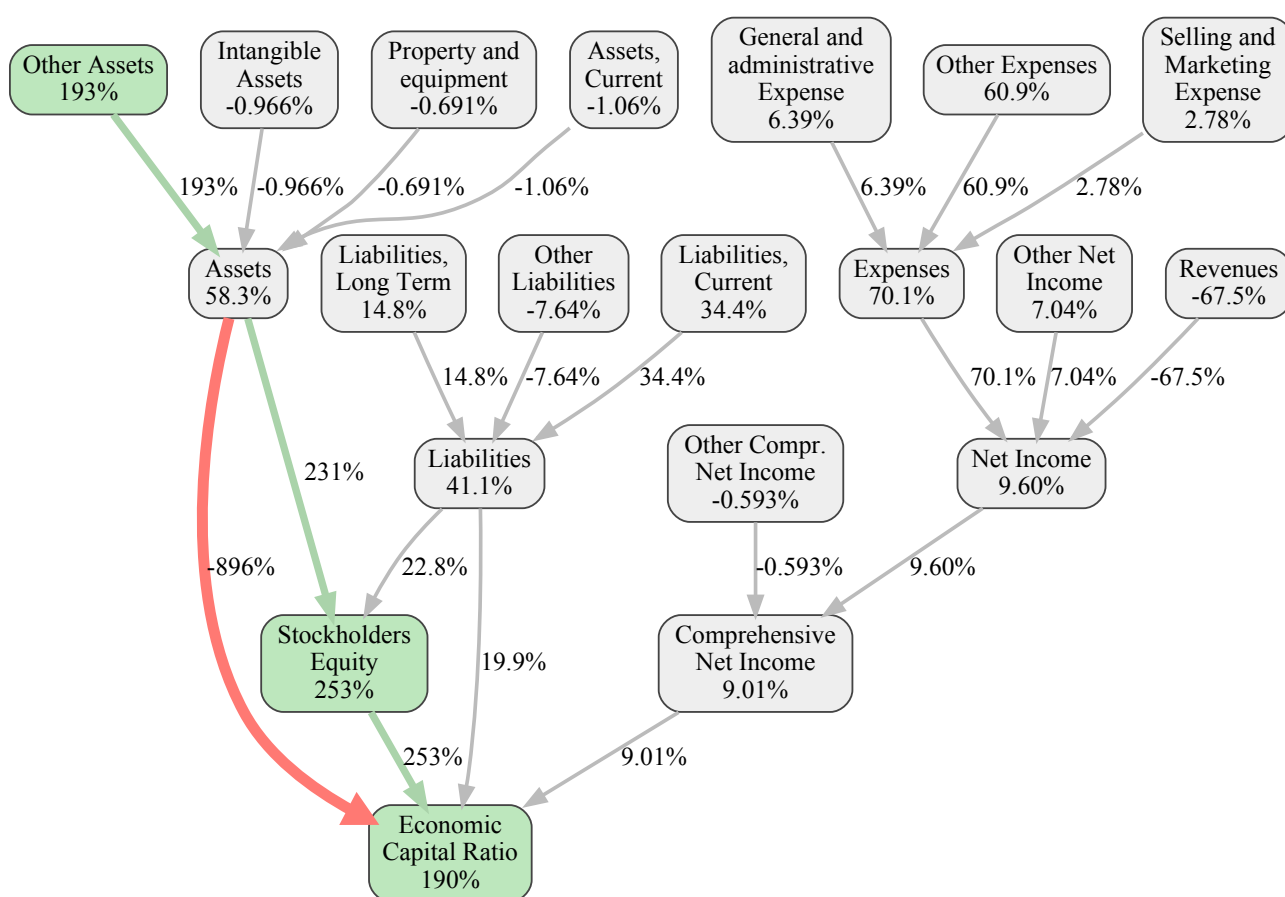 Other Assets
193%
Intangible
Assets
-0.966%
Property and
equipment
-0.691%
Assets,
Current
-1.06%
General and
administrative
Expense
6.39%
Other Expenses
60.9%
Selling and
Marketing
Expense
2.78%
193%
-0.966%
-0.691%
-1.06%
6.39%
60.9%
2.78%
Assets
58.3%
Liabilities,
Long Term
14.8%
Other
Liabilities
-7.64%
Liabilities,
Current
34.4%
Expenses
70.1%
Other Net
Income
7.04%
Revenues
-67.5%
14.8%
-7.64%
34.4%
70.1%
7.04%
-67.5%
231%
Liabilities
41.1%
Other Compr.
Net Income
-0.593%
Net Income
9.60%
-896%
22.8%
-0.593%
9.60%
Stockholders
Equity
253%
19.9%
Comprehensive
Net Income
9.01%
253%
9.01%
Economic
Capital Ratio
190%